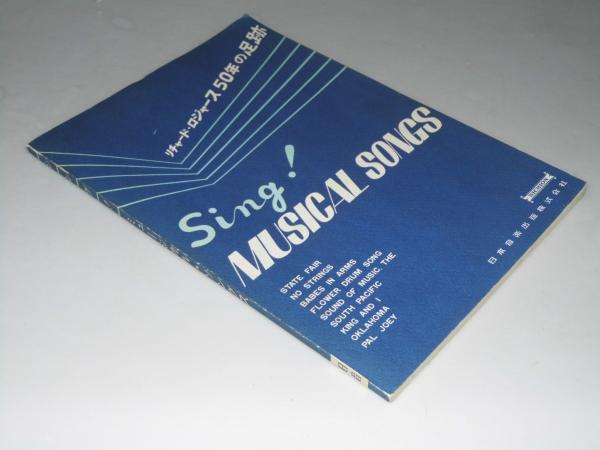 リチャード・ロジャース50年の足跡
Sing!
MUSICAL SONGS
STATE FAIR
NO STRINGS
BABES IN ARMS
FLOWER DRUM SONG
SOUND OF MUSIC, THE
SOUTH PACIFIC
KING AND I
OKLAHOMA
PAL JOEY
日本音楽出版株式会社